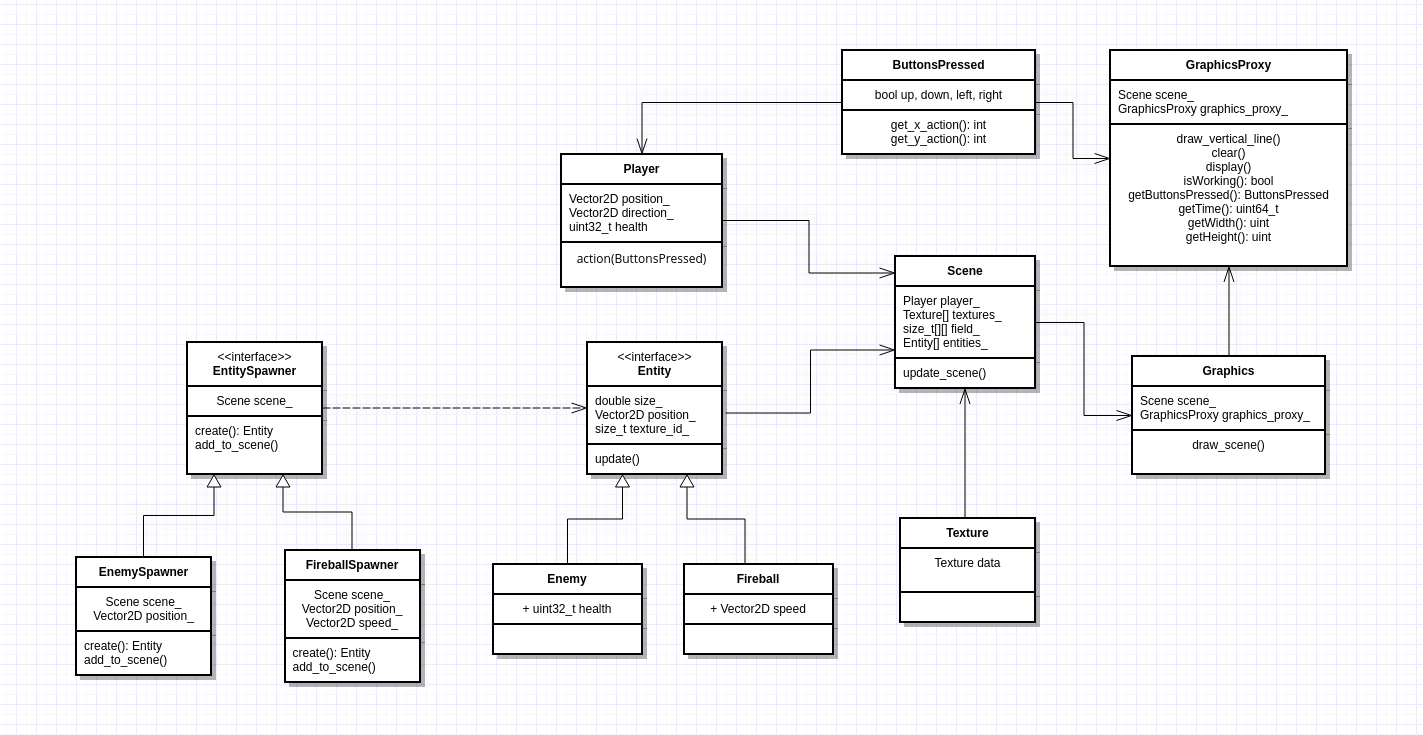 ButtonsPressed
bool up, down, left, right
get_x_action(): int
get_y_action(): int
GraphicsProxy
Scene scene_
GraphicsProxy graphics_proxy_
draw_vertical_line()
clear()
display()
isWorking(): bool
getButtonsPressed(): ButtonsPressed
getTime(): uint64_t
getWidth(): uint
getHeight(): uint
Player
Vector2D position_
Vector2D direction_
uint32_t health
action(ButtonsPressed)
Scene
Player player_
Texture[] textures_
size_t[][] field_
Entity[] entities_
update_scene()
<<interface>>
EntitySpawner
Scene scene_
create(): Entity
add_to_scene()
<<interface>>
Entity
double size_
Vector2D position_
size_t texture_id_
update()
Graphics
Scene scene_
GraphicsProxy graphics_proxy_
draw_scene()
EnemySpawner
Scene scene_
Vector2D position_
create(): Entity
add_to_scene()
FireballSpawner
Scene scene_
Vector2D position_
Vector2D speed_
create(): Entity
add_to_scene()
Enemy
+ uint32_t health
Fireball
+ Vector2D speed
Texture
Texture data